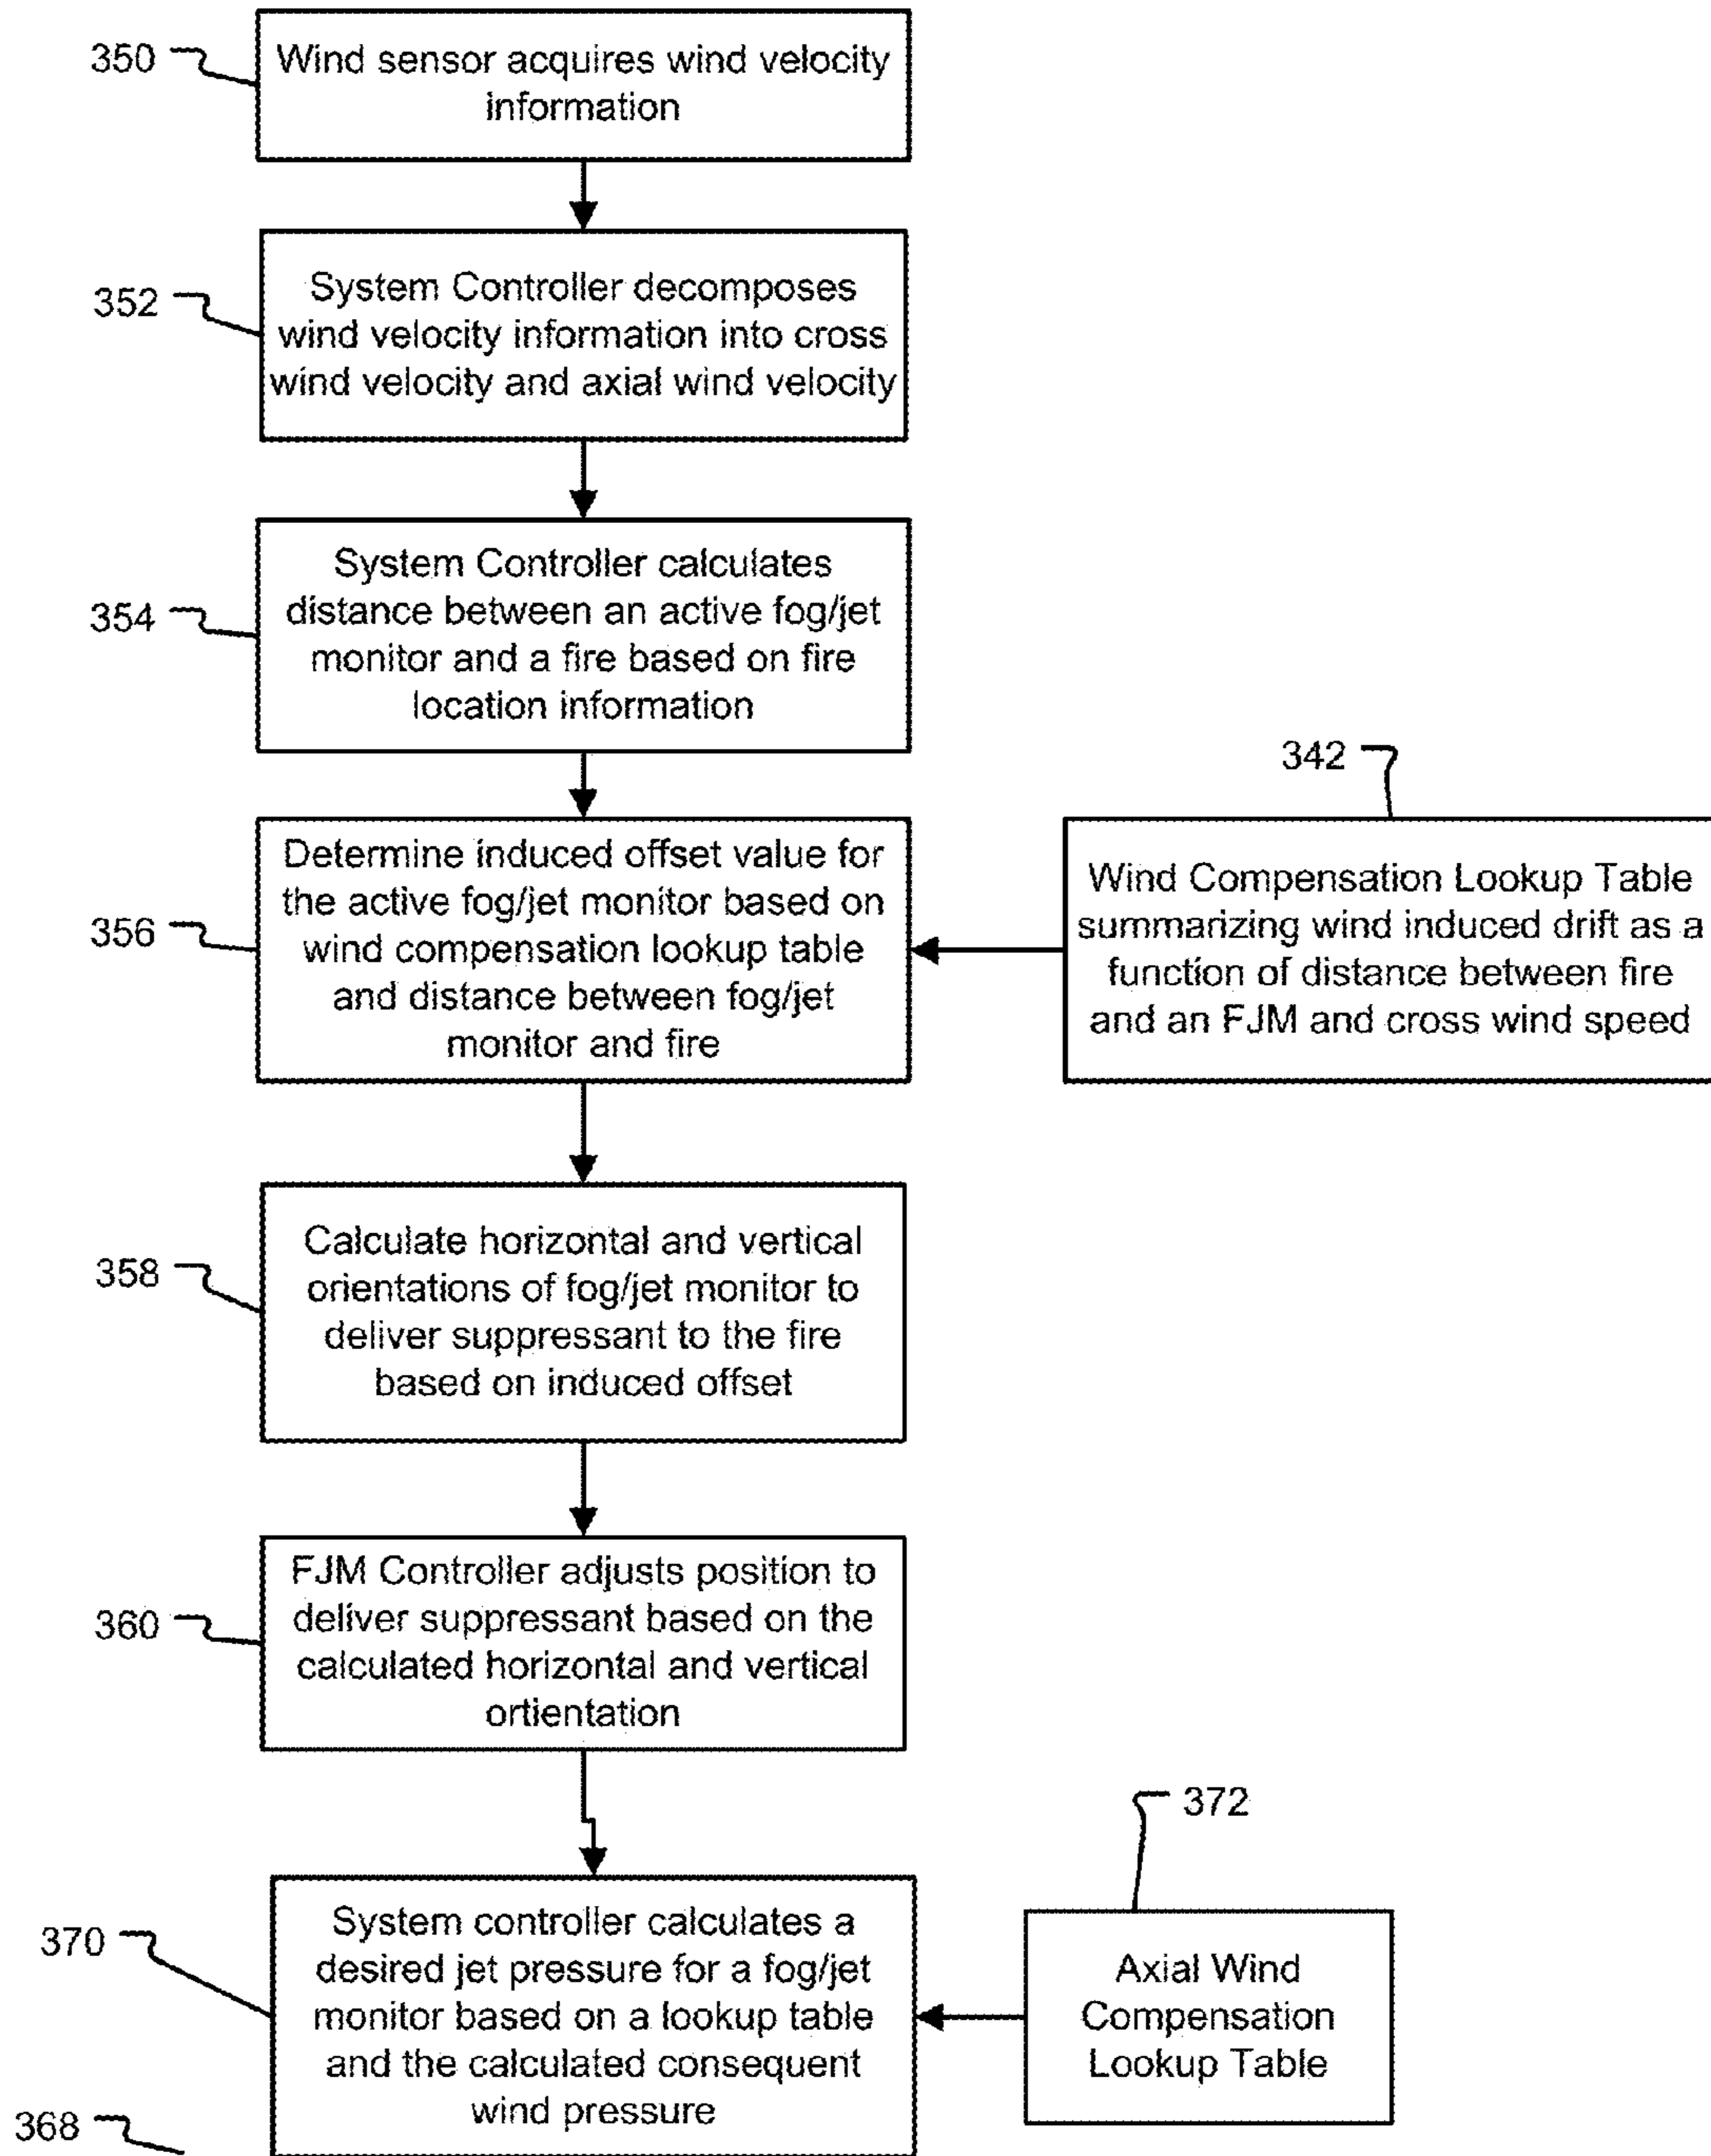 350
Wind sensor acquires wind velocity
information
352
System Controller decomposes
wind velocity information into cross
wind velocity and axial wind velocity
354
System Controller calculates
distance between an active fog/jet
monitor and a fire based on fire
location information
356
Determine induced offset value for
the active fog/jet monitor based on
wind compensation lookup table
and distance between fog/jet
monitor and fire
342
Wind Compensation Lookup Table
summarizing wind induced drift as a
function of distance between fire
and an FJM and cross wind speed
358
Calculate horizontal and vertical
orientations of fog/jet monitor to
deliver suppressant to the fire
based on induced offset
360
FJM Controller adjusts position to
deliver suppressant based on the
calculated horizontal and vertical
ortientation
370
System controller calculates a
desired jet pressure for a fog/jet
monitor based on a lookup table
and the calculated consequent
wind pressure
372
Axial Wind
Compensation
Lookup Table
368